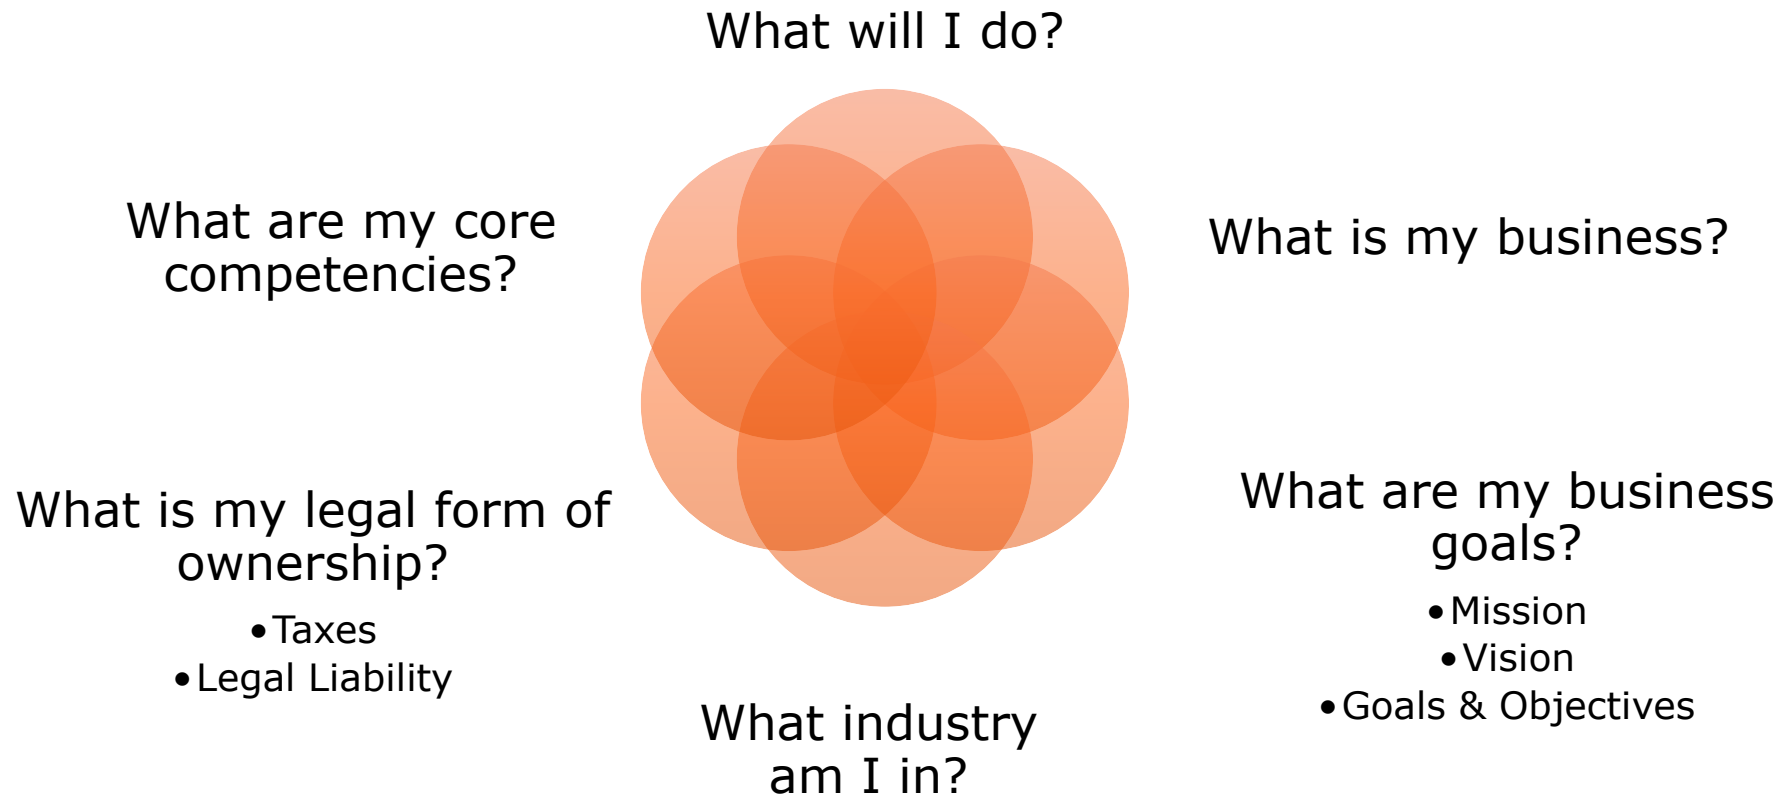 What will I do?
What is my business?
What are my business
goals?
•Mission
•Vision
•Goals & Objectives
What industry
am I in?
What is my legal form of
ownership?
•Taxes
•Legal Liability
What are my core
competencies?